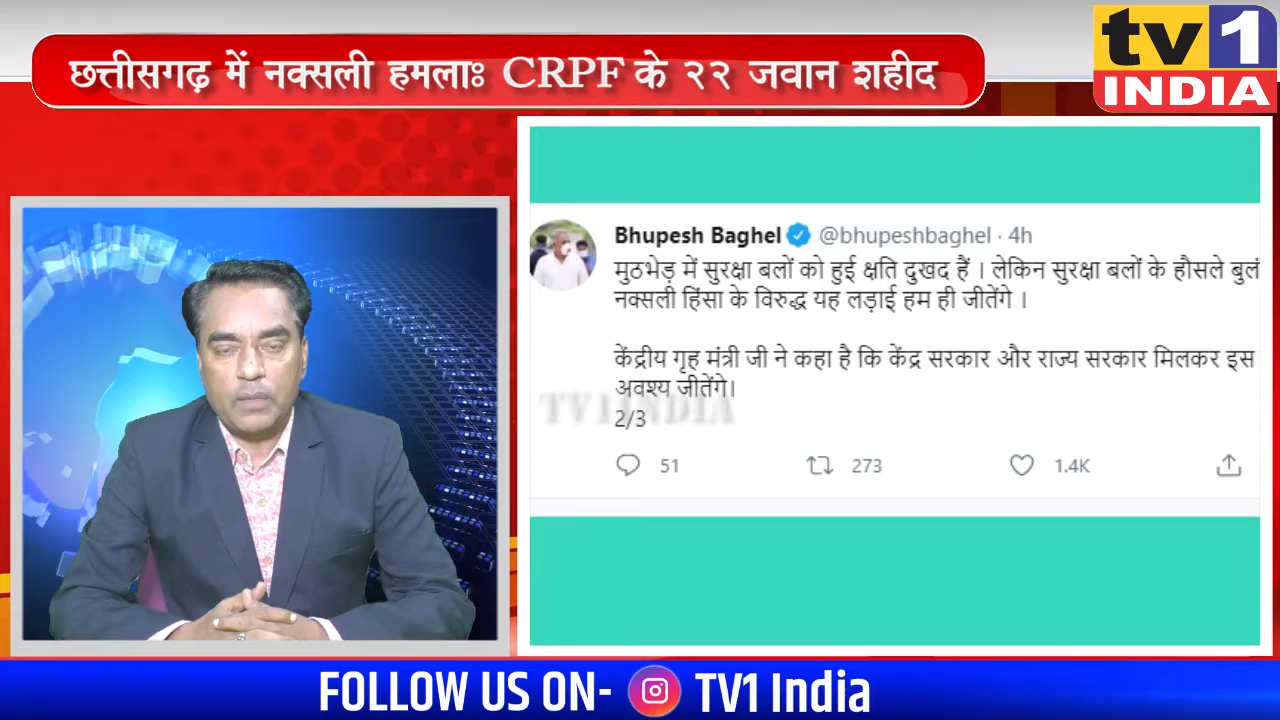 छत्तीसगढ़ में नक्सली हमलाः CRPF के २२ जवान शहीद
tv1
INDIA
Bhupesh Baghel @bhupeshbaghel · 4h
मुठभेड़ में सुरक्षा बलों को हुई क्षति दुखद हैं । लेकिन सुरक्षा बलों के हौसले बुलं
नक्सली हिंसा के विरुद्ध यह लड़ाई हम ही जीतेंगे ।
केंद्रीय गृह मंत्री जी ने कहा है कि केंद्र सरकार और राज्य सरकार मिलकर इस
अवश्य जीतेंगे।
TV1 INDIA
2/3
51 273 1.4K
FOLLOW US ON- TV1 India